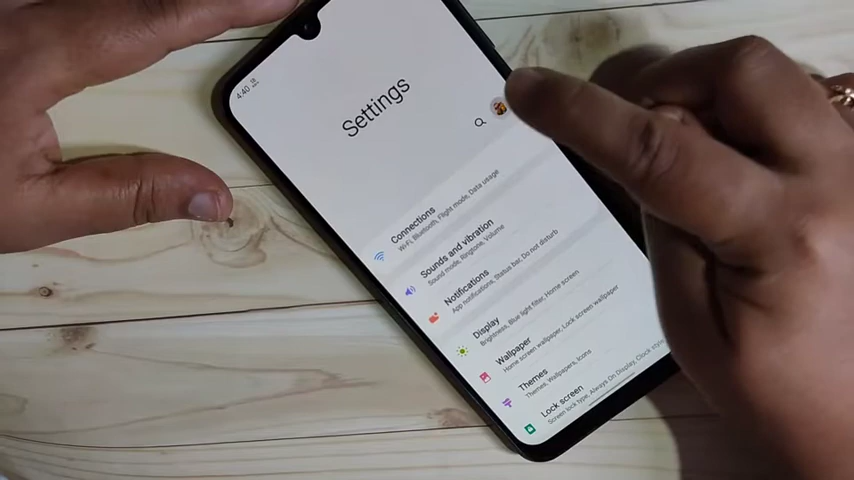 4:40
Settings
Connections
Wi-Fi, Bluetooth, Flight mode, Data usage
Sounds and vibration
Sound mode, Ringtone, Volume
Notifications
App notifications, Status bar, Do not disturb
Display
Brightness, Blue light filter, Home screen
Wallpaper
Home screen wallpaper, Lock screen wallpaper
Themes
Themes, Wallpapers, Icons
Lock screen
Screen lock type, Always On Display, Clock style